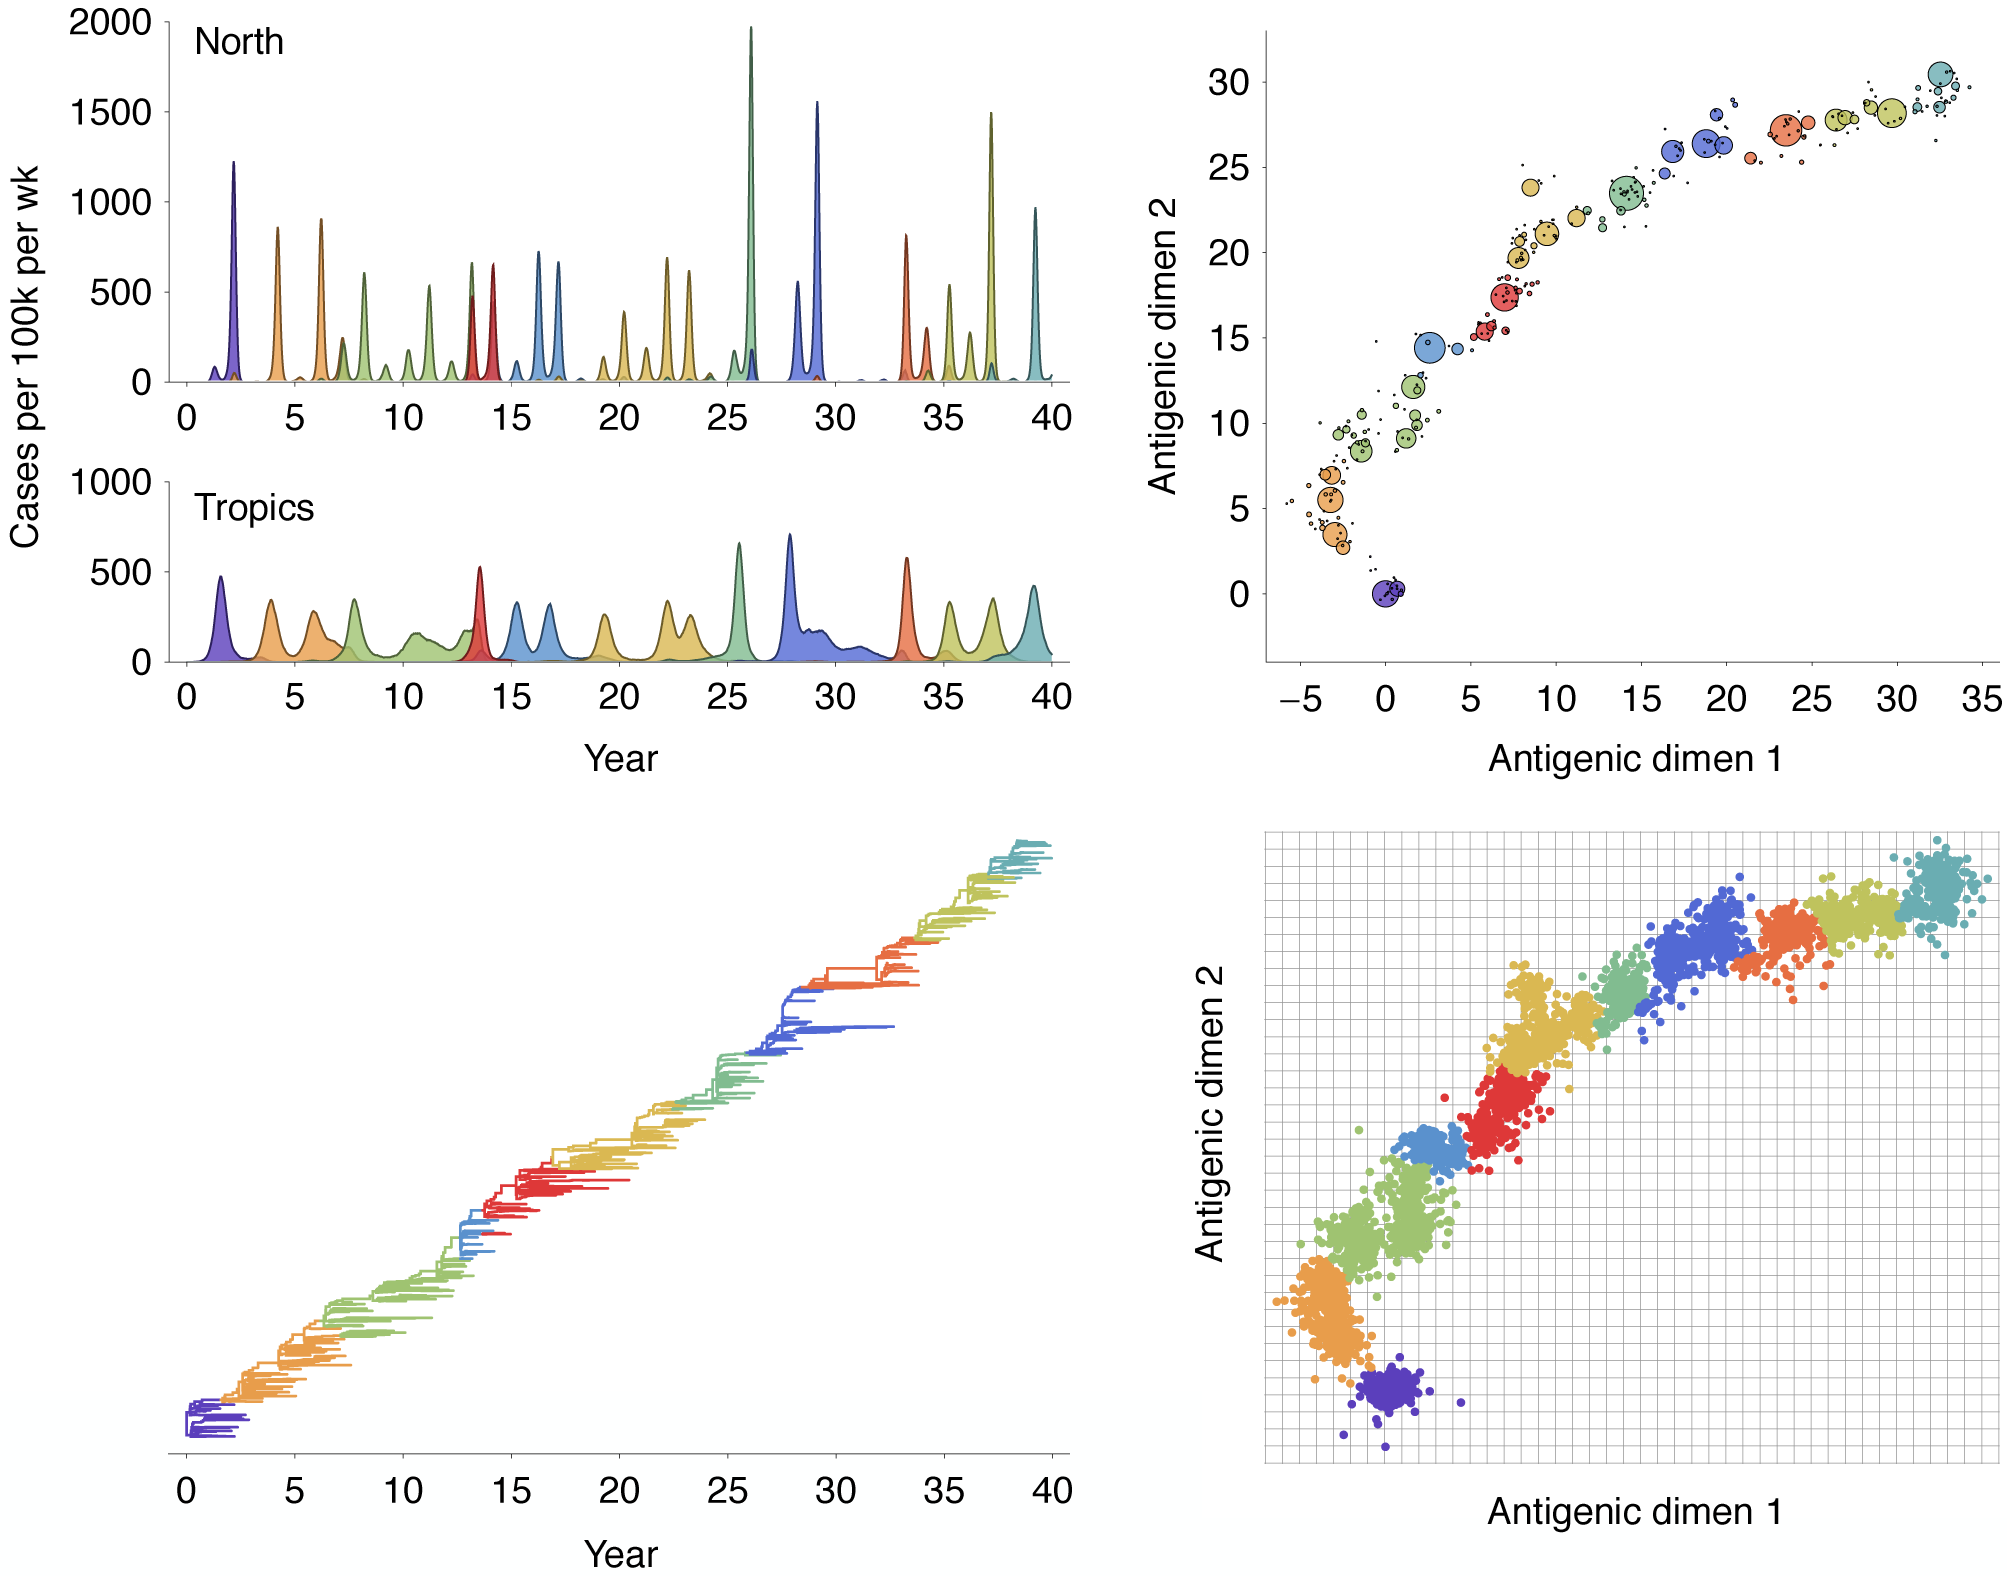 Cases per 100k per wk
North
2000
1500
1000
500
0
0 5 10 15 20 25 30 35 40
Tropics
1000
500
0
0 5 10 15 20 25 30 35 40
Year
Antigenic dimen 2
30
25
20
15
10
5
0
−5 0 5 10 15 20 25 30 35
Antigenic dimen 1
0 5 10 15 20 25 30 35 40
Year
Antigenic dimen 2
Antigenic dimen 1